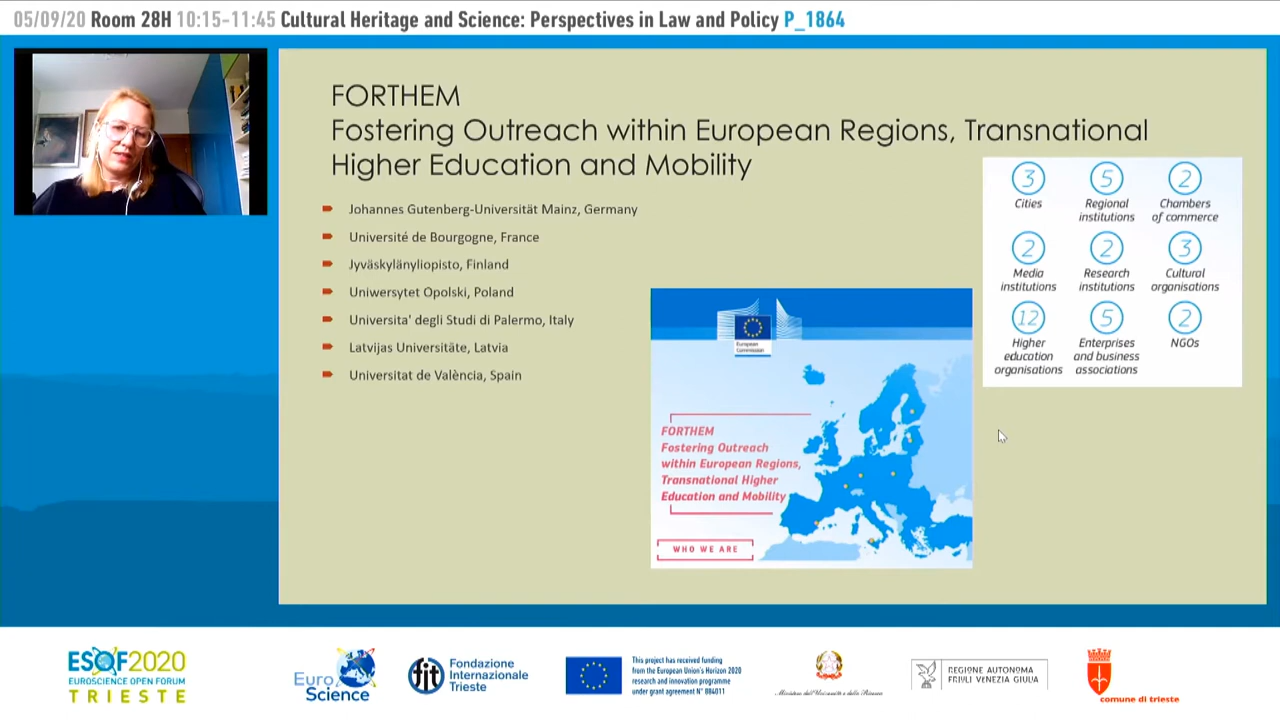 05/09/20 Room 28H 10:15-11:45 Cultural Heritage and Science: Perspectives in Law and Policy P_1864
FORTHEM
Fostering Outreach within European Regions, Transnational
Higher Education and Mobility
Johannes Gutenberg-Universität Mainz, Germany
Université de Bourgogne, France
Jyväskylänyliopisto, Finland
Uniwersytet Opolski, Poland
Universita' degli Studi di Palermo, Italy
Latvijas Universitāte, Latvia
Universitat de València, Spain
3 5 2
Cities Regional Chambers
institutions of commerce
2 2 3
Media Research Cultural
institutions institutions organisations
12 5 2
Higher Enterprises NGOs
education and business
organisations associations
European
Commission
FORTHEM
Fostering Outreach
within European Regions,
Transnational Higher
Education and Mobility
WHO WE ARE
ESOF2020
EUROSCIENCE OPEN FORUM
TRIESTE
Euro
Science
fit
Fondazione
Internazionale
Trieste
This project has received funding
from the European Union's Horizon 2020
research and innovation programme
under grant agreement N° 884011
Ministero dell'Università e della Ricerca
REGIONE AUTONOMA
FRIULI VENEZIA GIULIA
comune di trieste